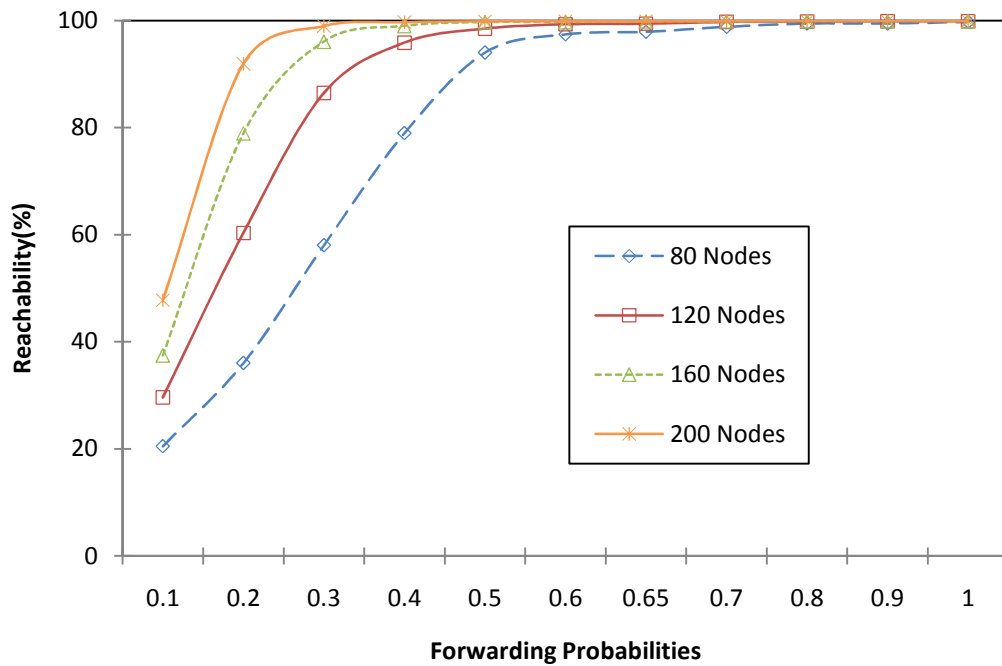 100
80
60
40
20
0
Reachability(%)
80 Nodes
120 Nodes
160 Nodes
200 Nodes
0.1 0.2 0.3 0.4 0.5 0.6 0.65 0.7 0.8 0.9 1
Forwarding Probabilities